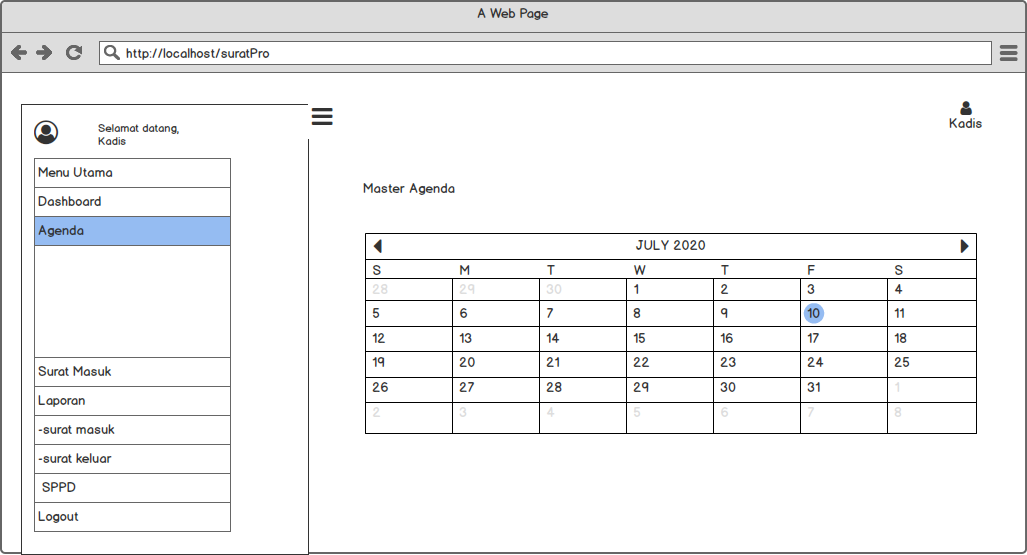 A Web Page
http://localhost/suratPro
Selamat datang,
Kadis
Kadis
Menu Utama
Dashboard
Agenda
Surat Masuk
Laporan
-surat masuk
-surat keluar
SPPD
Logout
Master Agenda
JULY 2020
S M T W T F S
28 29 30 1 2 3 4
5 6 7 8 9 10 11
12 13 14 15 16 17 18
19 20 21 22 23 24 25
26 27 28 29 30 31 1
2 3 4 5 6 7 8